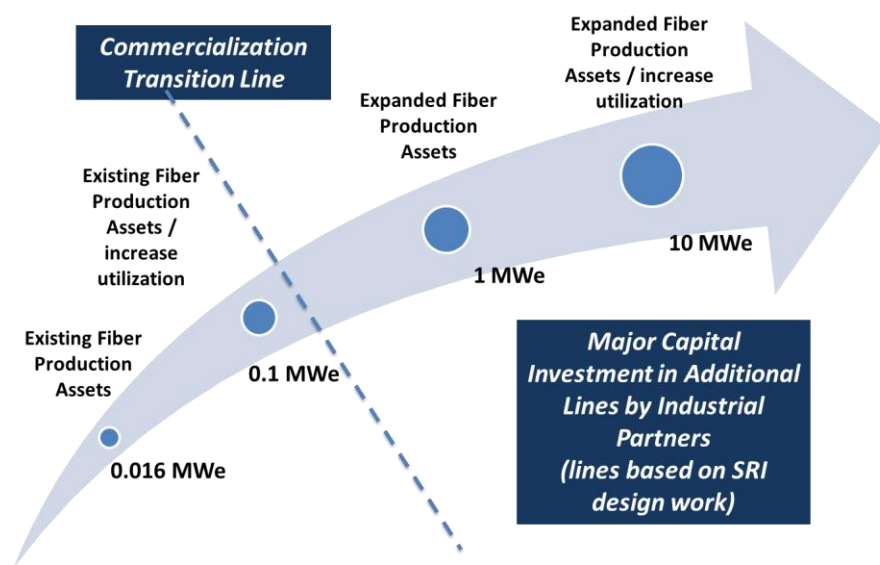 Commercialization
Transition Line
Expanded Fiber
Production
Assets / increase
utilization
Expanded Fiber
Production
Assets
Existing Fiber
Production
Assets /
increase
utilization
Existing Fiber
Production
Assets
0.016 MWe
0.1 MWe
1 MWe
10 MWe
Major Capital
Investment in Additional
Lines by Industrial
Partners
(lines based on SRI
design work)